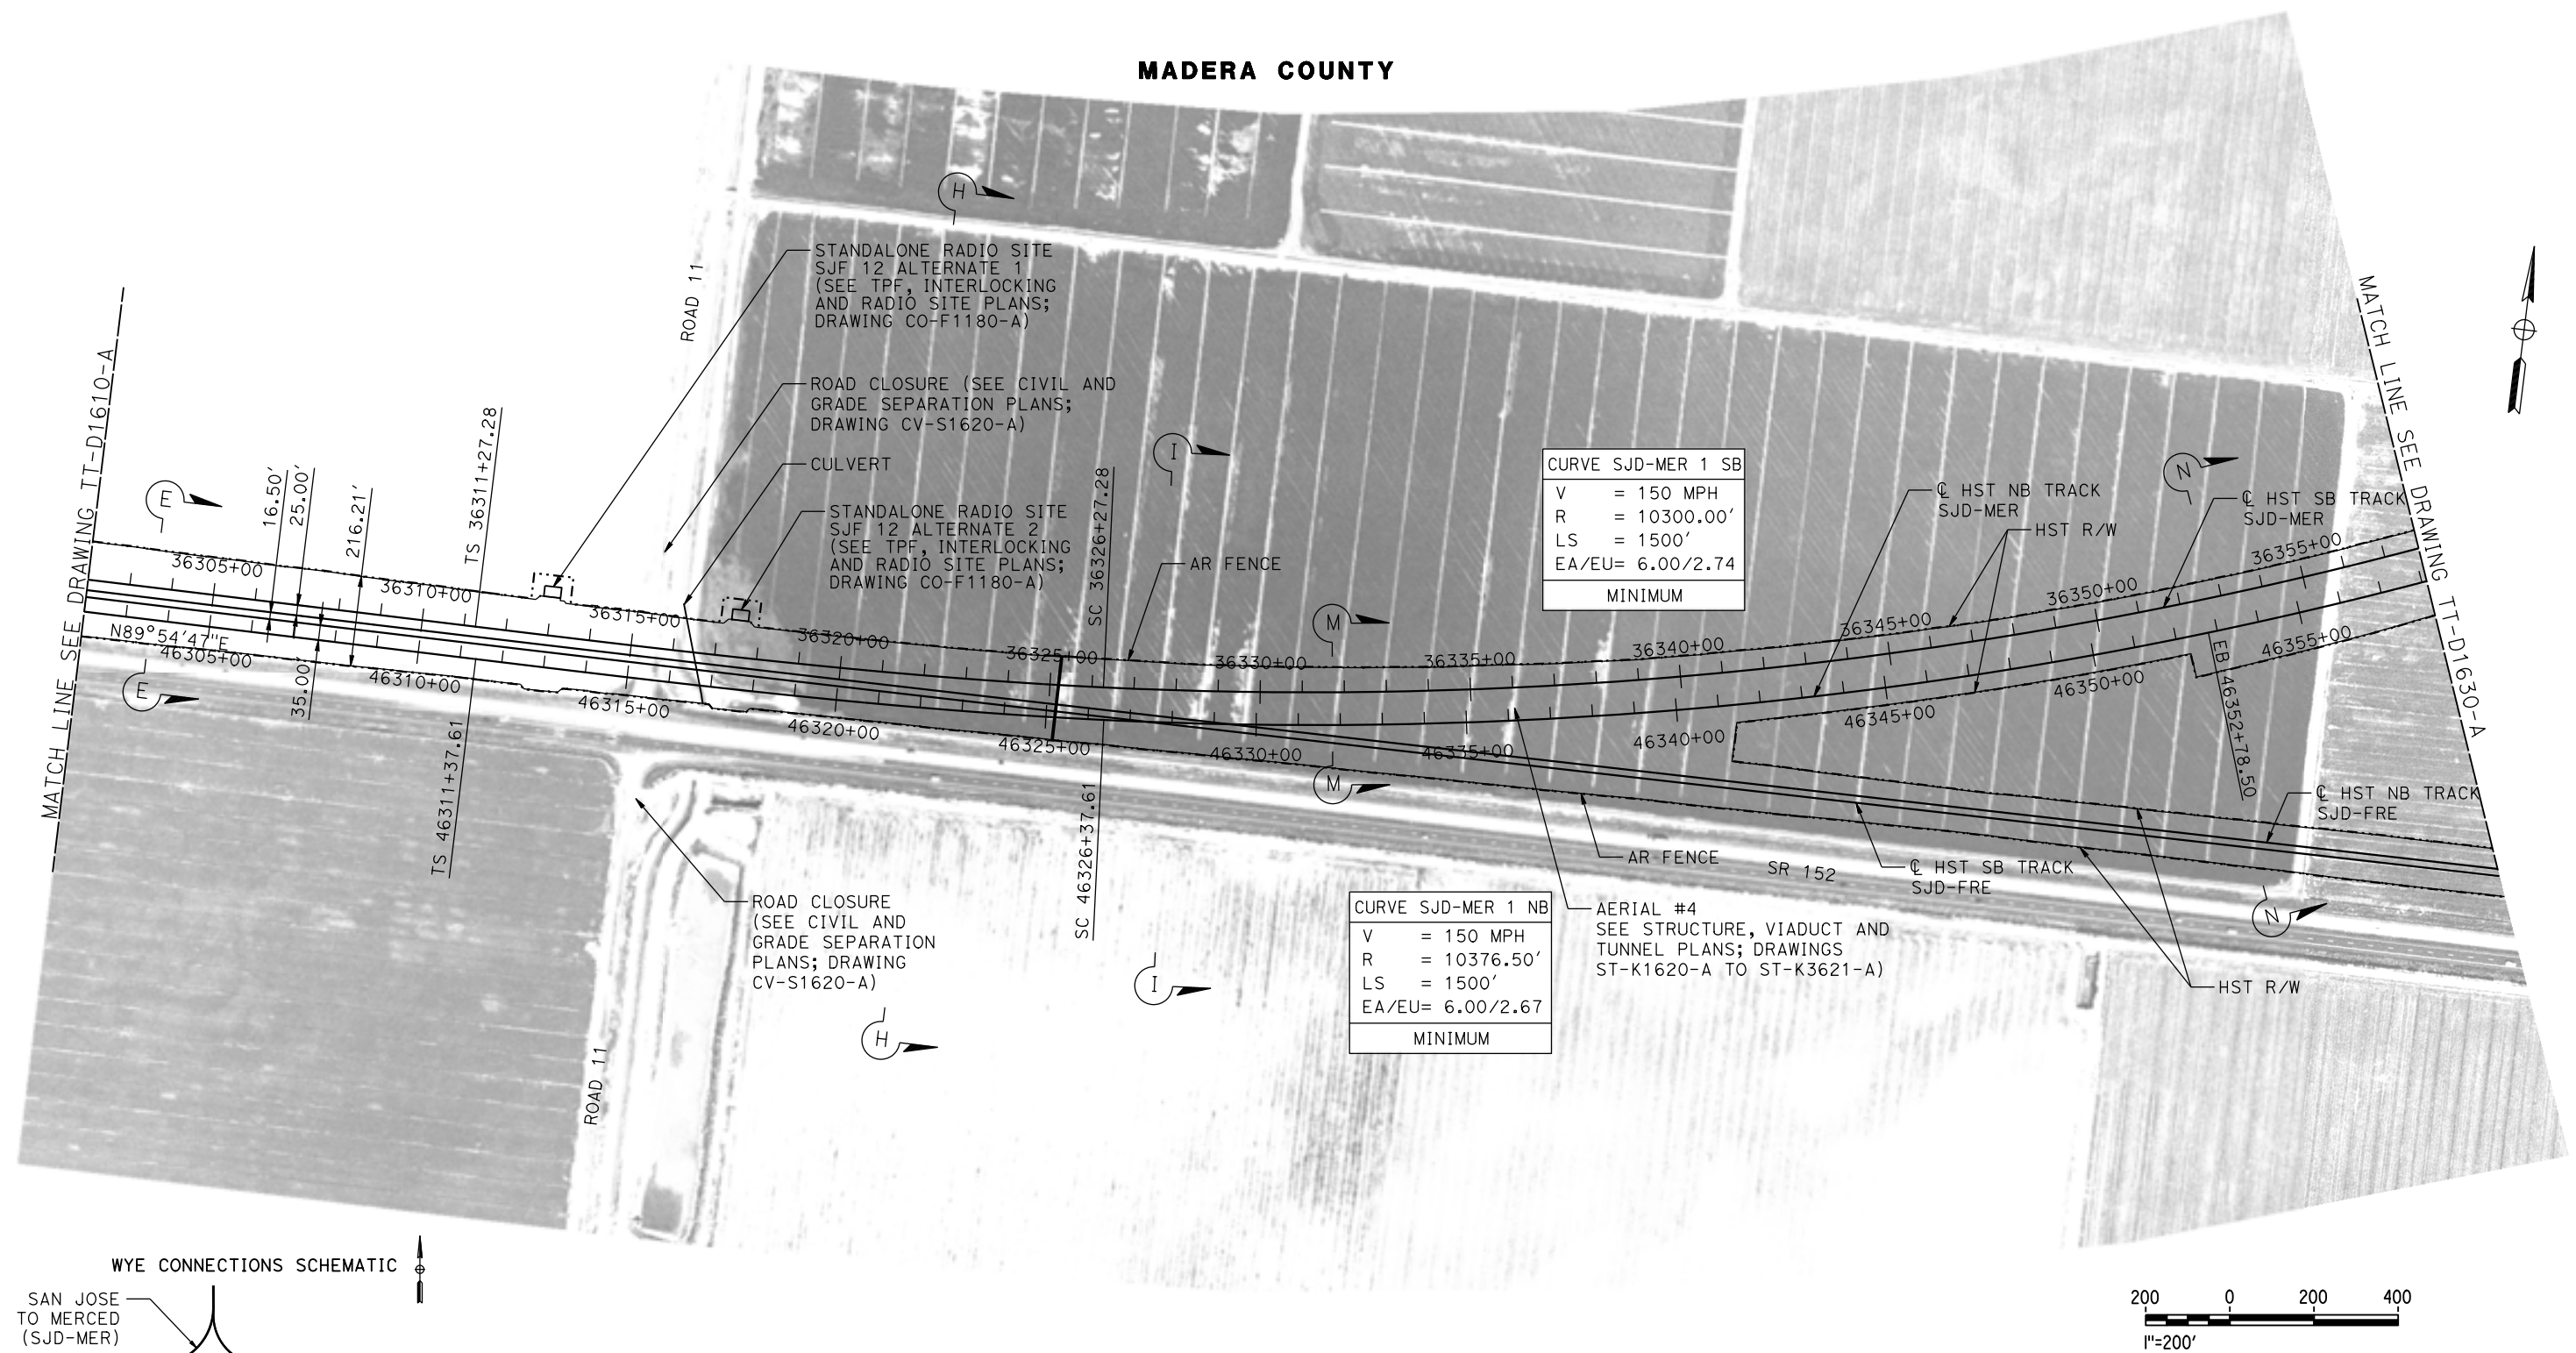 MADERA COUNTY
STANDALONE RADIO SITE
SJF 12 ALTERNATE 1
(SEE TPF, INTERLOCKING
AND RADIO SITE PLANS;
DRAWING CO-F1180-A)
ROAD 11
ROAD CLOSURE (SEE CIVIL AND
GRADE SEPARATION PLANS;
DRAWING CV-S1620-A)
CULVERT
STANDALONE RADIO SITE
SJF 12 ALTERNATE 2
(SEE TPF, INTERLOCKING
AND RADIO SITE PLANS;
DRAWING CO-F1180-A)
AR FENCE
H
I
E
M
N
MATCH LINE SEE DRAWING TT-D1610-A
16.50'
25.00'
216.21'
35.00'
TS 36311+27.28
SC 36326+27.28
CURVE SJD-MER 1 SB
V = 150 MPH
R = 10300.00'
LS = 1500'
EA/EU= 6.00/2.74
MINIMUM
℄ HST NB TRACK
SJD-MER
HST R/W
℄ HST SB TRACK
SJD-MER
MATCH LINE SEE DRAWING TT-D1630-A
36305+00
36310+00
36315+00
36320+00
36325+00
36330+00
36335+00
36340+00
36345+00
36350+00
36355+00
N89°54'47"E
46305+00
46310+00
46315+00
46320+00
46325+00
46330+00
46335+00
46340+00
46345+00
46350+00
46355+00
EB 46352+78.50
TS 46311+37.61
SC 46326+37.61
E
M
℄ HST NB TRACK
SJD-FRE
AR FENCE
SR 152
℄ HST SB TRACK
SJD-FRE
N
HST R/W
ROAD CLOSURE
(SEE CIVIL AND
GRADE SEPARATION
PLANS; DRAWING
CV-S1620-A)
CURVE SJD-MER 1 NB
V = 150 MPH
R = 10376.50'
LS = 1500'
EA/EU= 6.00/2.67
MINIMUM
AERIAL #4
SEE STRUCTURE, VIADUCT AND
TUNNEL PLANS; DRAWINGS
ST-K1620-A TO ST-K3621-A)
I
H
ROAD 11
WYE CONNECTIONS SCHEMATIC
SAN JOSE
TO MERCED
(SJD-MER)
200 0 200 400
1"=200'